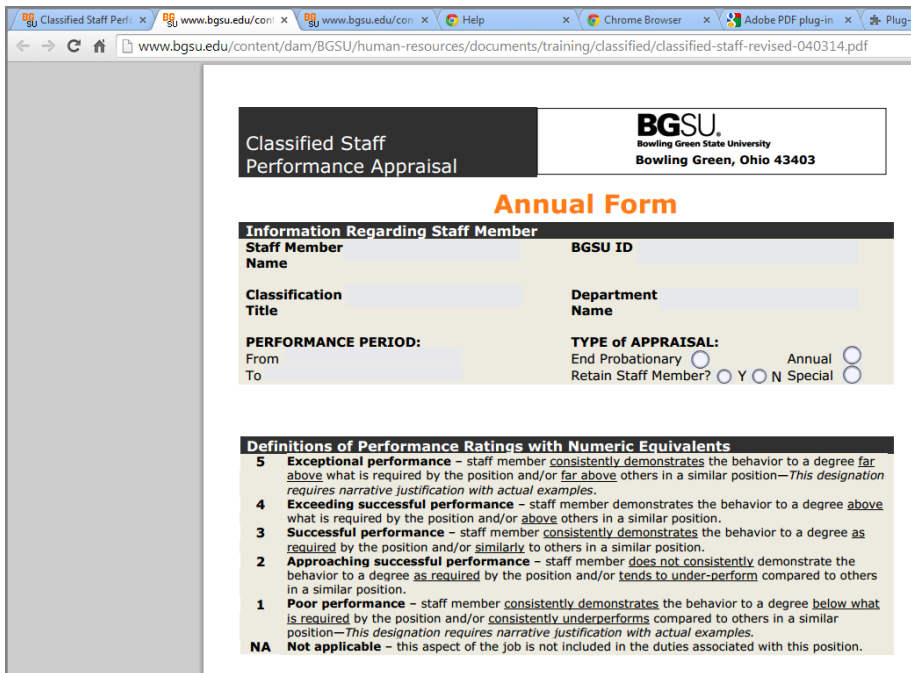 Classified Staff Perfo
www.bgsu.edu/cont
www.bgsu.edu/con
Help
Chrome Browser
Adobe PDF plug-in
Plug-
www.bgsu.edu/content/dam/BGSU/human-resources/documents/training/classified/classified-staff-revised-040314.pdf
Classified Staff
Performance Appraisal
BGSU.
Bowling Green State University
Bowling Green, Ohio 43403
Annual Form
Information Regarding Staff Member
Staff Member
Name
BGSU ID
Classification
Title
Department
Name
PERFORMANCE PERIOD:
From
To
TYPE of APPRAISAL:
End Probationary Annual
Retain Staff Member? Y N Special
Definitions of Performance Ratings with Numeric Equivalents
5 Exceptional performance – staff member consistently demonstrates the behavior to a degree far
above what is required by the position and/or far above others in a similar position—This designation
requires narrative justification with actual examples.
4 Exceeding successful performance – staff member demonstrates the behavior to a degree above
what is required by the position and/or above others in a similar position.
3 Successful performance – staff member consistently demonstrates the behavior to a degree as
required by the position and/or similarly to others in a similar position.
2 Approaching successful performance – staff member does not consistently demonstrate the
behavior to a degree as required by the position and/or tends to under-perform compared to others
in a similar position.
1 Poor performance – staff member consistently demonstrates the behavior to a degree below what
is required by the position and/or consistently underperforms compared to others in a similar
position—This designation requires narrative justification with actual examples.
NA Not applicable – this aspect of the job is not included in the duties associated with this position.